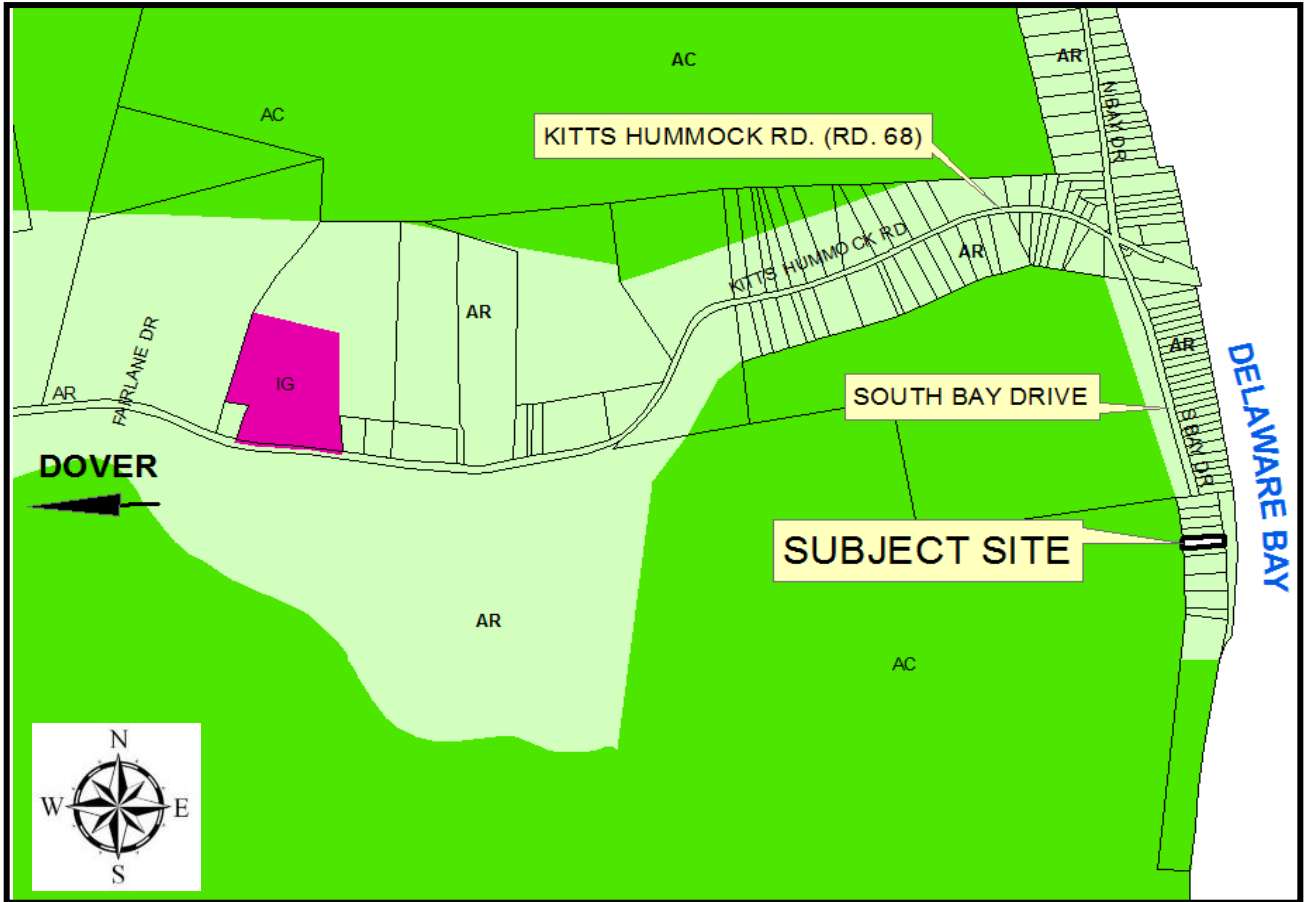 AC
AR
AC
N BAY DR
KITTS HUMMOCK RD. (RD. 68)
KITTS HUMMOCK RD
AR
AR
FAIRLANE DR
AR
IG
AR
SOUTH BAY DRIVE
S BAY DR
DELAWARE BAY
DOVER
SUBJECT SITE
AR
AC
N
W
E
S